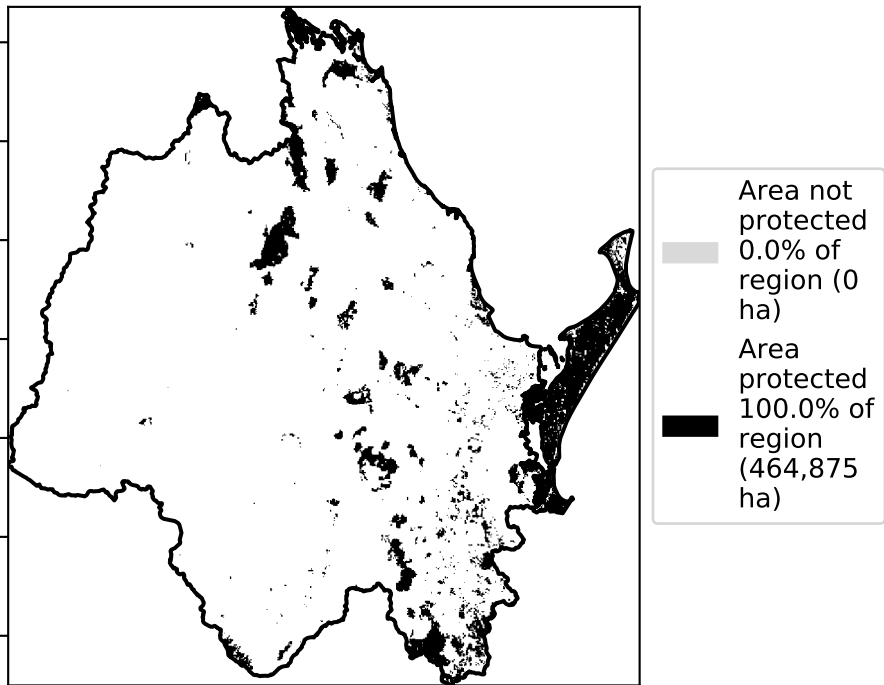 Area not
protected
0.0% of
region (0
ha)
Area
protected
100.0% of
region
(464,875
ha)